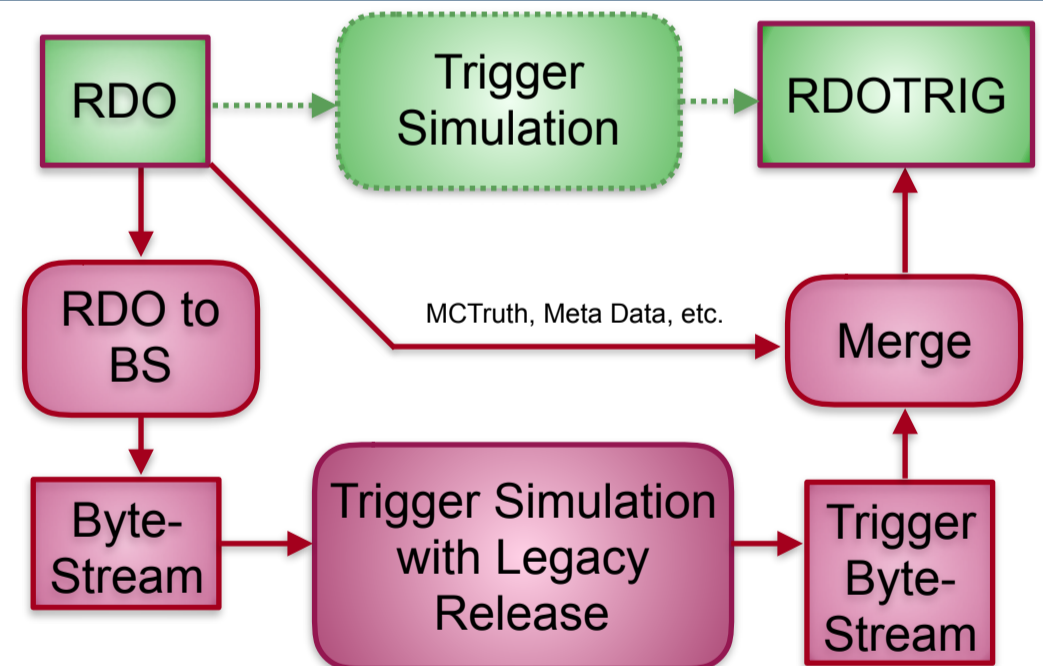 RDO
Trigger
Simulation
RDOTRIG
RDO to
BS
MCTruth, Meta Data, etc.
Merge
Byte-
Stream
Trigger Simulation
with Legacy
Release
Trigger
Byte-
Stream